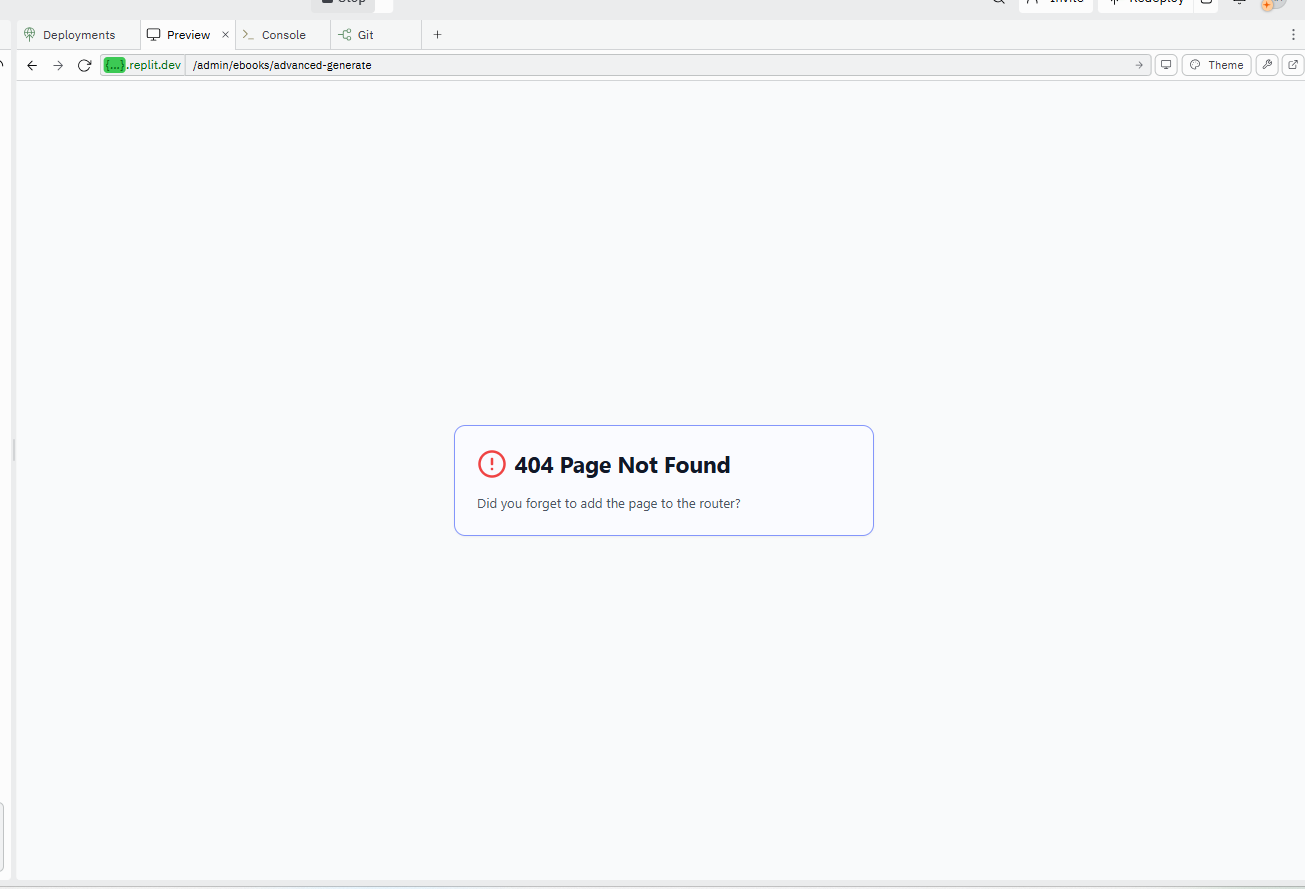 Stop
Invite
Redeploy
Deployments
Preview
Console
Git
{...}.replit.dev
/admin/ebooks/advanced-generate
Theme
404 Page Not Found
Did you forget to add the page to the router?